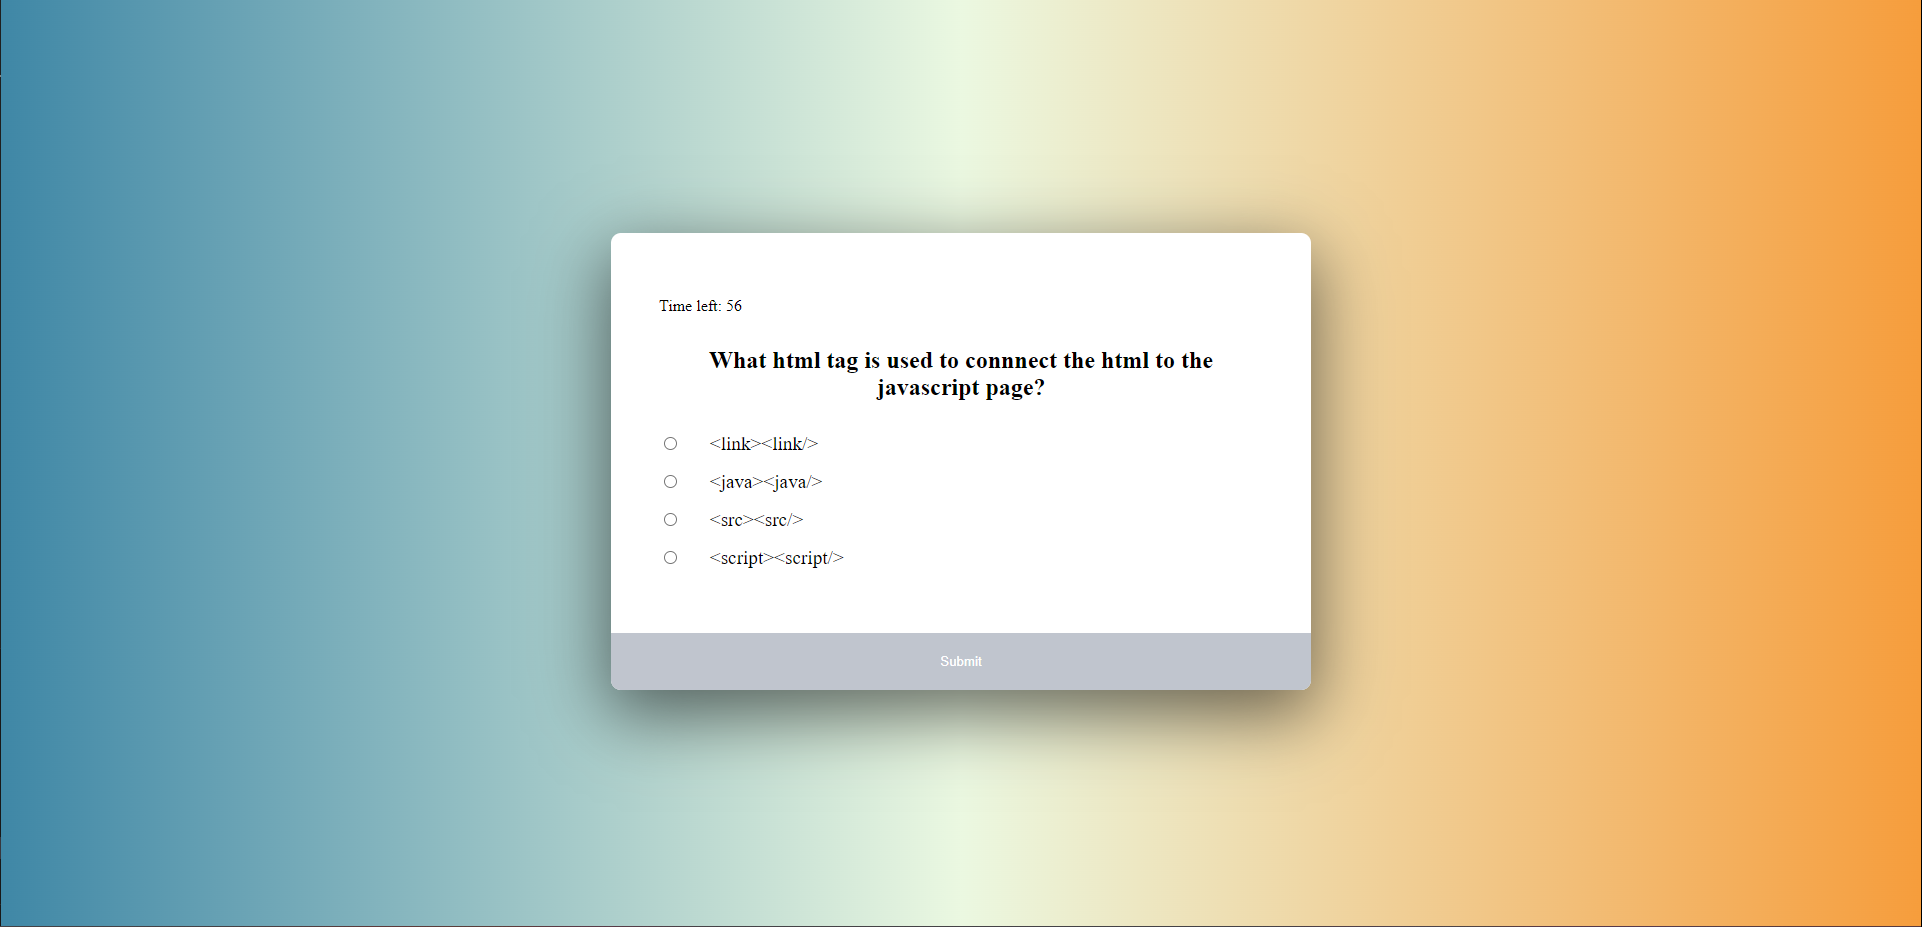 Time left: 56
What html tag is used to connnect the html to the
javascript page?
<link><link/>
<java><java/>
<src><src/>
<script><script/>
Submit